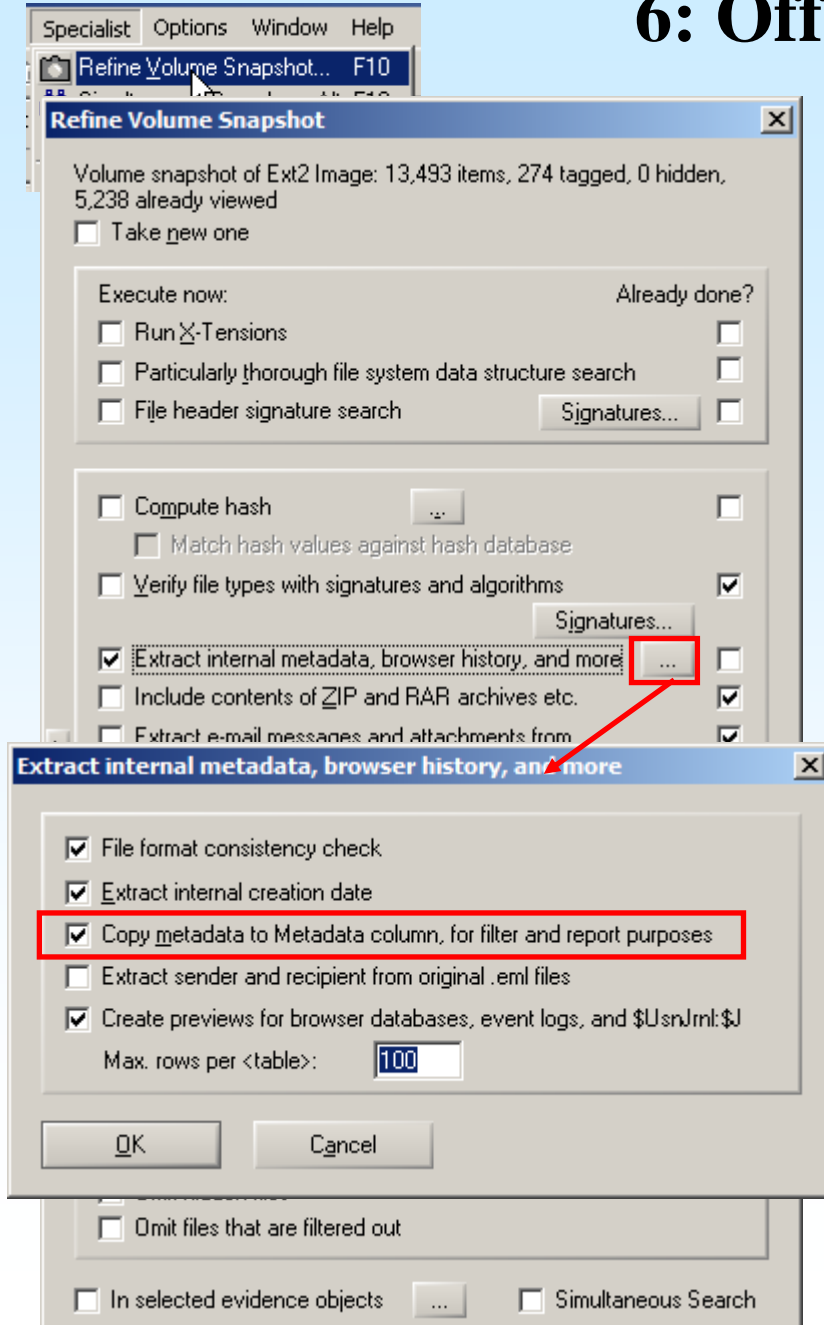 6: Off
Specialist Options Window Help
Refine Volume Snapshot... F10
Refine Volume Snapshot
Volume snapshot of Ext2 Image: 13,493 items, 274 tagged, 0 hidden,
5,238 already viewed
Take new one
Execute now: Already done?
Run X-Tensions
Particularly thorough file system data structure search
File header signature search Signatures...
Compute hash ...
Match hash values against hash database
Verify file types with signatures and algorithms
Signatures...
Extract internal metadata, browser history, and more ...
Include contents of ZIP and RAR archives etc.
Extract e-mail messages and attachments from
Extract internal metadata, browser history, and more
File format consistency check
Extract internal creation date
Copy metadata to Metadata column, for filter and report purposes
Extract sender and recipient from original .eml files
Create previews for browser databases, event logs, and $UsnJrnl:$J
Max. rows per <table>: 100
OK Cancel
Omit files that are filtered out
In selected evidence objects ... Simultaneous Search